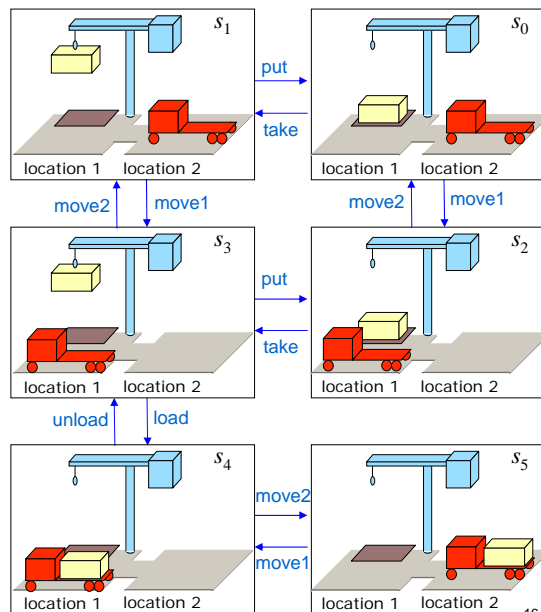 s1 s0
put
take
location 1 location 2 location 1 location 2
move2 move1 move2 move1
s3 s2
put
take
location 1 location 2 location 1 location 2
unload load
s4 s5
move2
move1
location 1 location 2 location 1 location 2